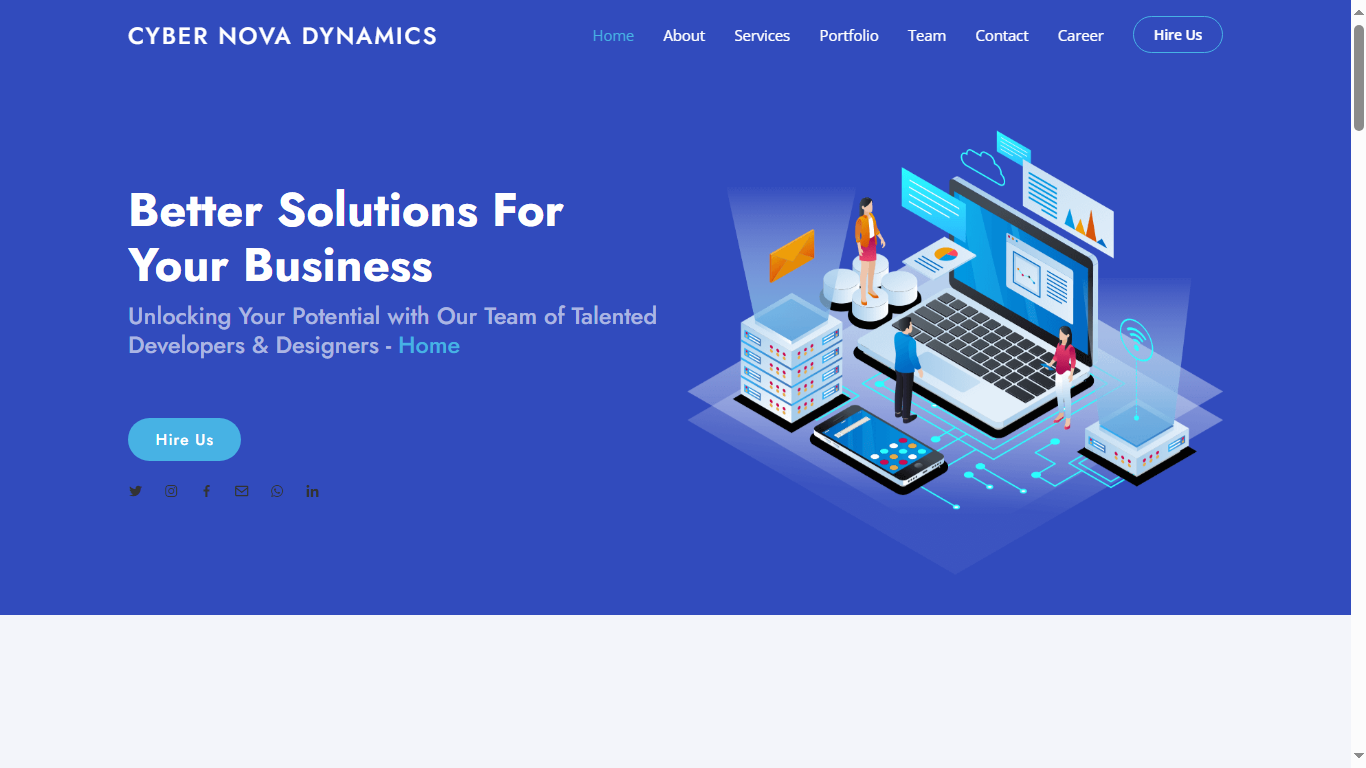 CYBER NOVA DYNAMICS
Home About Services Portfolio Team Contact Career Hire Us
Better Solutions For
Your Business
Unlocking Your Potential with Our Team of Talented
Developers & Designers - Home
Hire Us